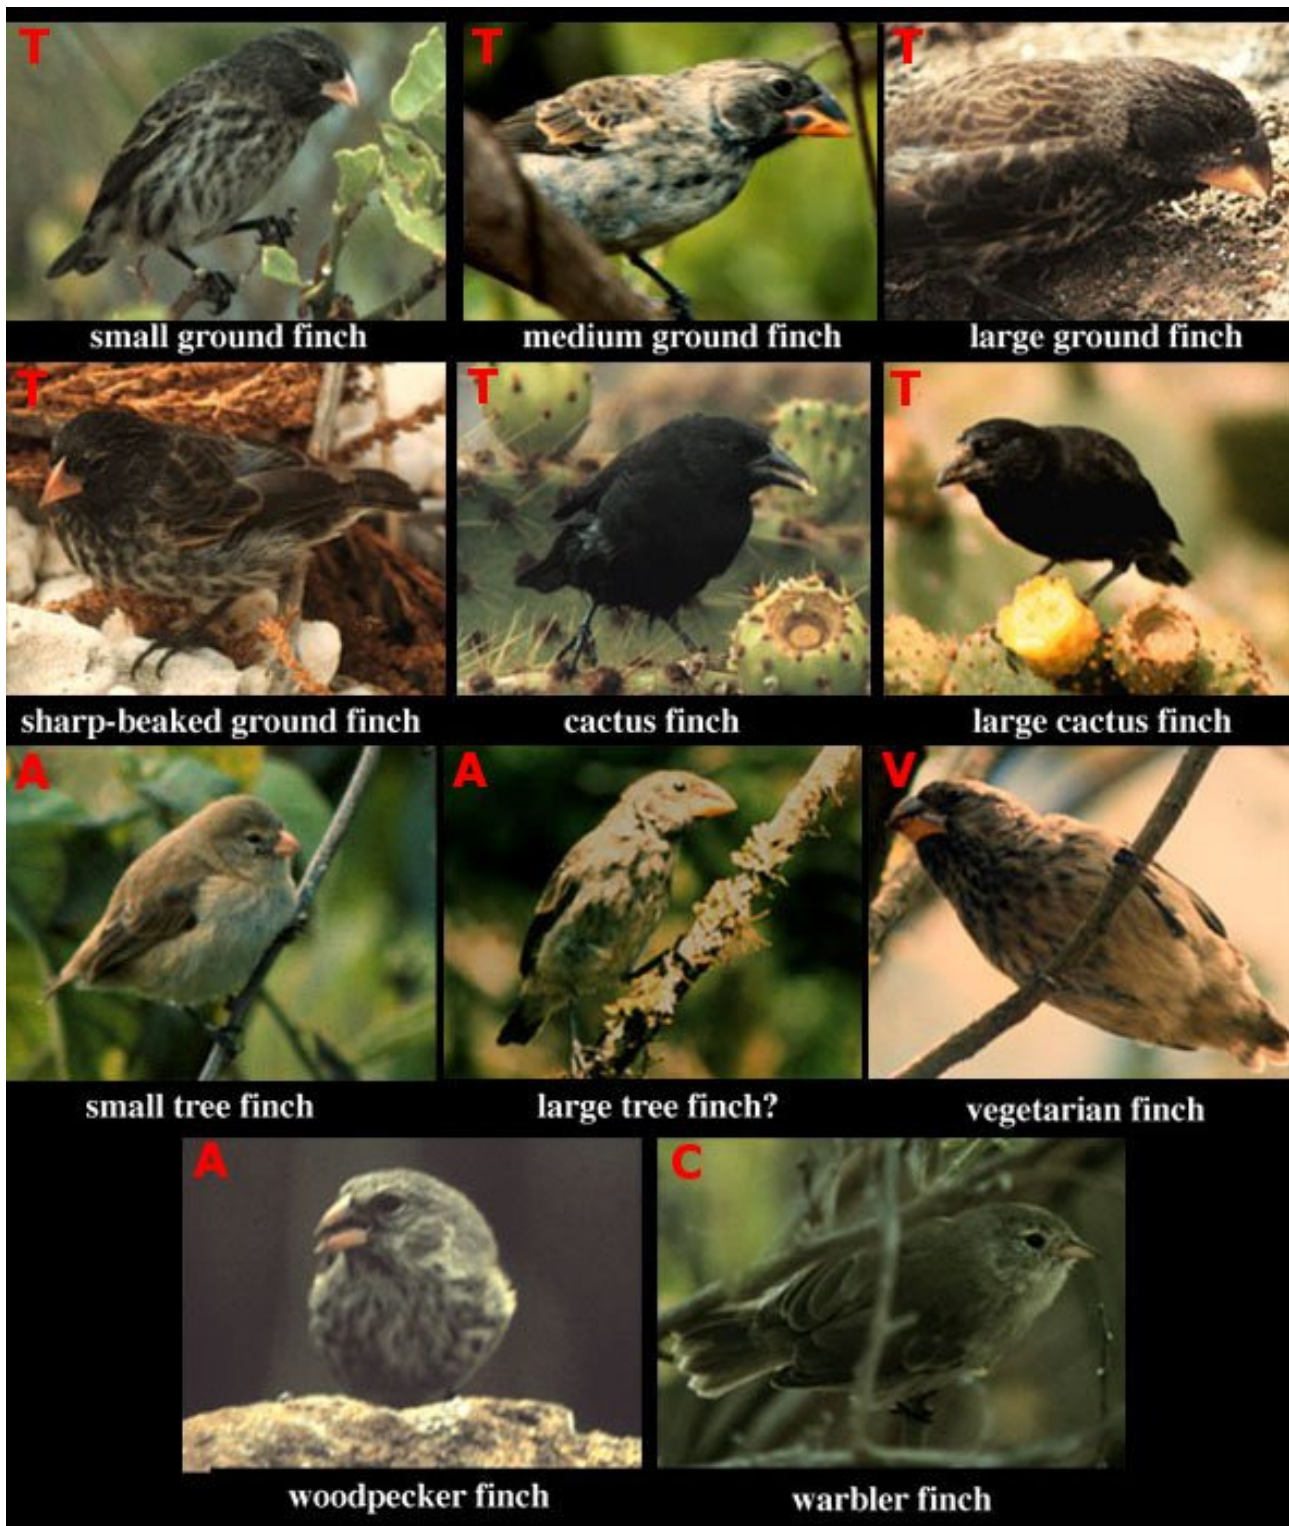 T T T
small ground finch medium ground finch large ground finch
T T T
sharp-beaked ground finch cactus finch large cactus finch
A A V
small tree finch large tree finch? vegetarian finch
A C
woodpecker finch warbler finch